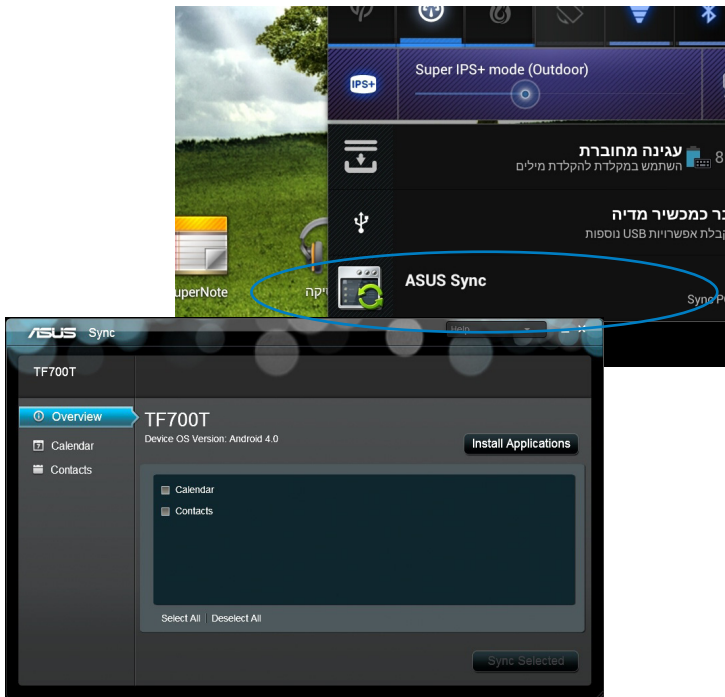 IPS+
Super IPS+ mode (Outdoor)
עגינה מחוברת
8
השתמש במקלדת להקלדת מילים
כמכשיר מדיה
אפשרויות USB נוספות
ASUS Sync
Sync
ASUS Sync
Help
TF700T
Overview
Calendar
Contacts
TF700T
Device OS Version: Android 4.0
Install Applications
Calendar
Contacts
Select All
Deselect All
Sync Selected